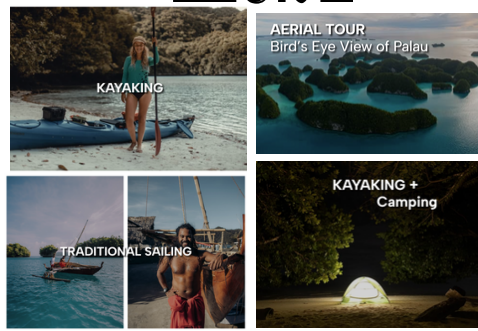 KAYAKING
AERIAL TOUR
Bird's Eye View of Palau
TRADITIONAL SAILING
KAYAKING +
Camping